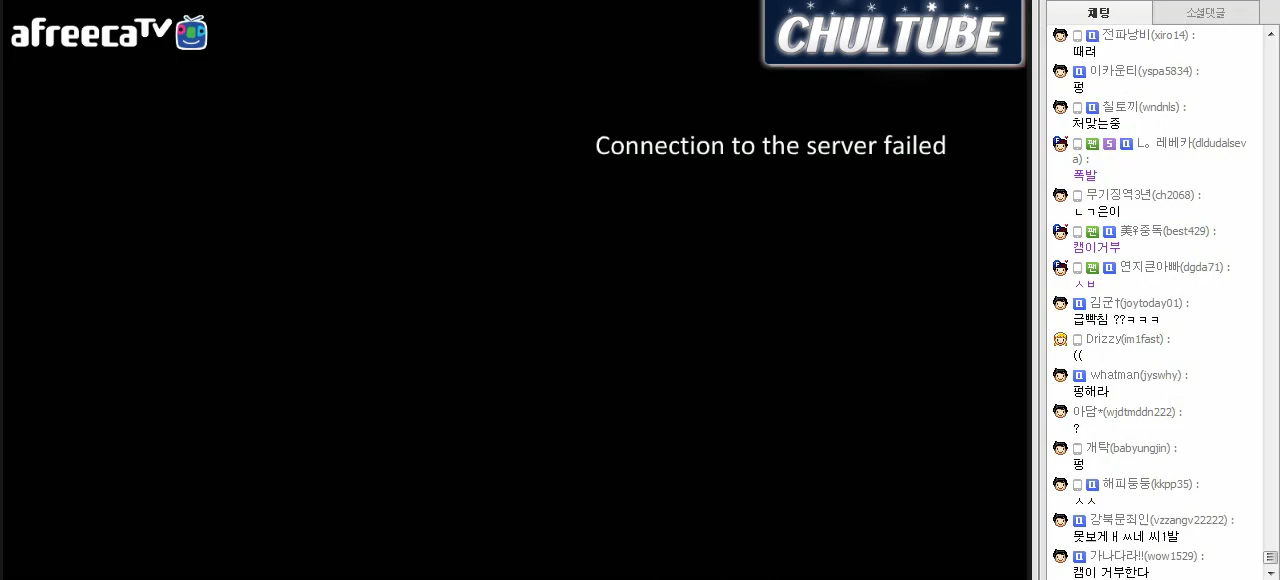 afreecaTV
CHULTUBE
Connection to the server failed
채팅
소셜댓글
전파낭비(xiro14) :
때려
이카운티(yspa5834) :
펑
칠토끼(wndnls) :
처맞는중
팬 S ㄴ。레베카(dldudalsev
a) :
폭발
무기징역3년(ch2068) :
ㄴㄱ은이
팬 美우중독(best429) :
캠이거부
팬 연지큰아빠(dgda71) :
ㅅㅂ
김군†(joytoday01) :
급빡침 ??ㅋㅋㅋ
Drizzy(im1fast) :
((
whatman(jyswhy) :
펑해라
아담*(wjdtmddn222) :
?
개탁(babyungjin) :
펑
해피둥둥(kkpp35) :
ㅅㅅ
강북문죄인(vzzangv22222) :
못보게ㅐㅆ네 씨1발
가나다라!!(wow1529) :
캠이 거부한다